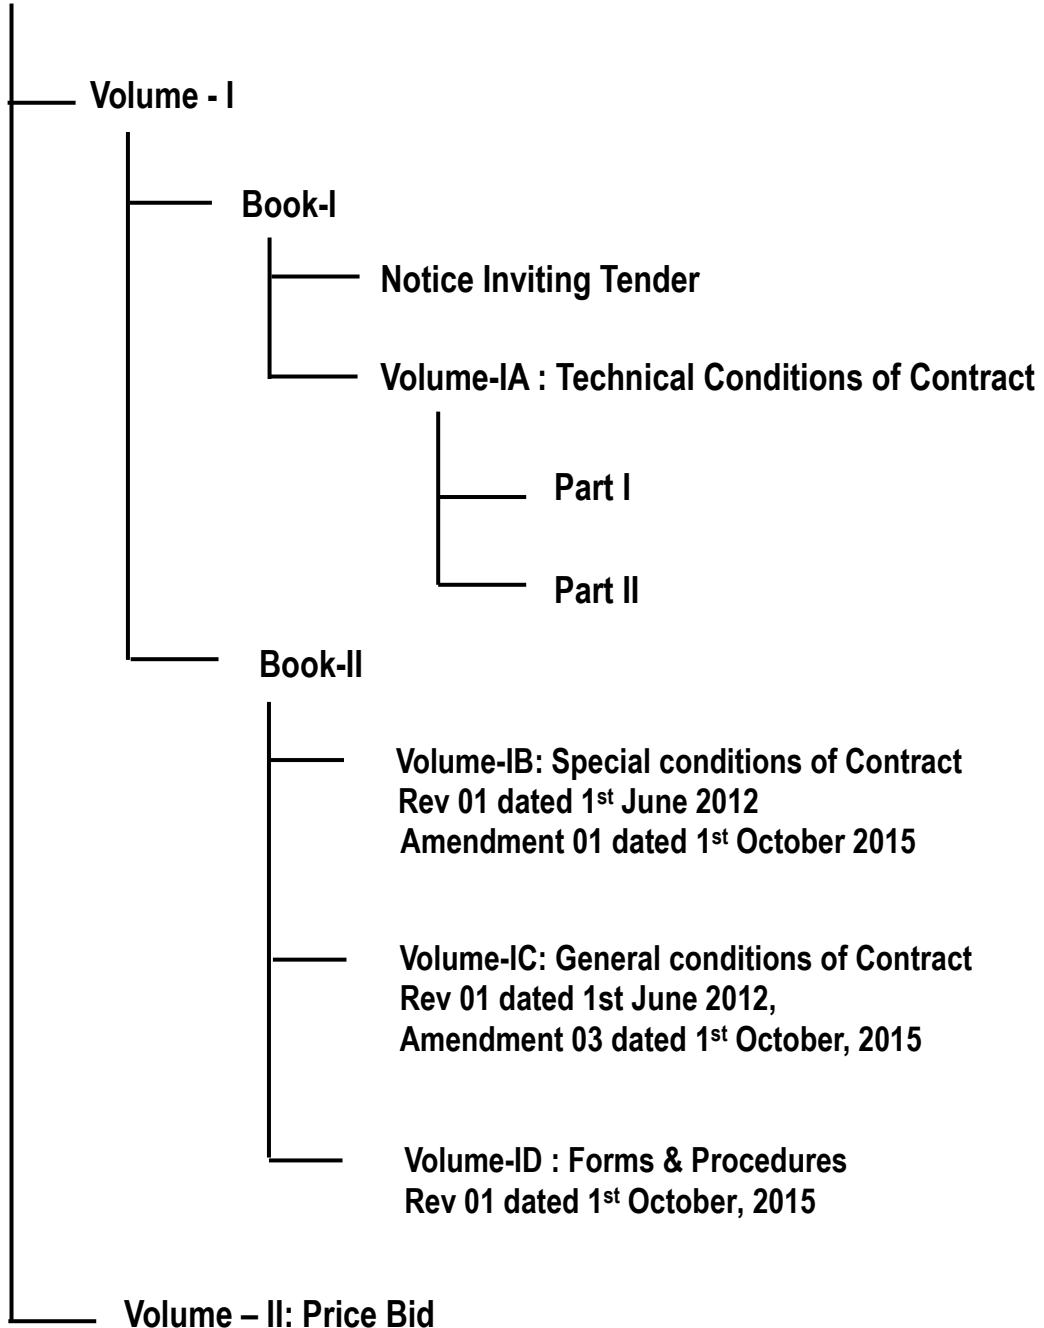 Volume - I
Book-I
Notice Inviting Tender
Volume-IA : Technical Conditions of Contract
Part I
Part II
Book-II
Volume-IB: Special conditions of Contract
Rev 01 dated 1st June 2012
Amendment 01 dated 1st October 2015
Volume-IC: General conditions of Contract
Rev 01 dated 1st June 2012,
Amendment 03 dated 1st October, 2015
Volume-ID : Forms & Procedures
Rev 01 dated 1st October, 2015
Volume – II: Price Bid